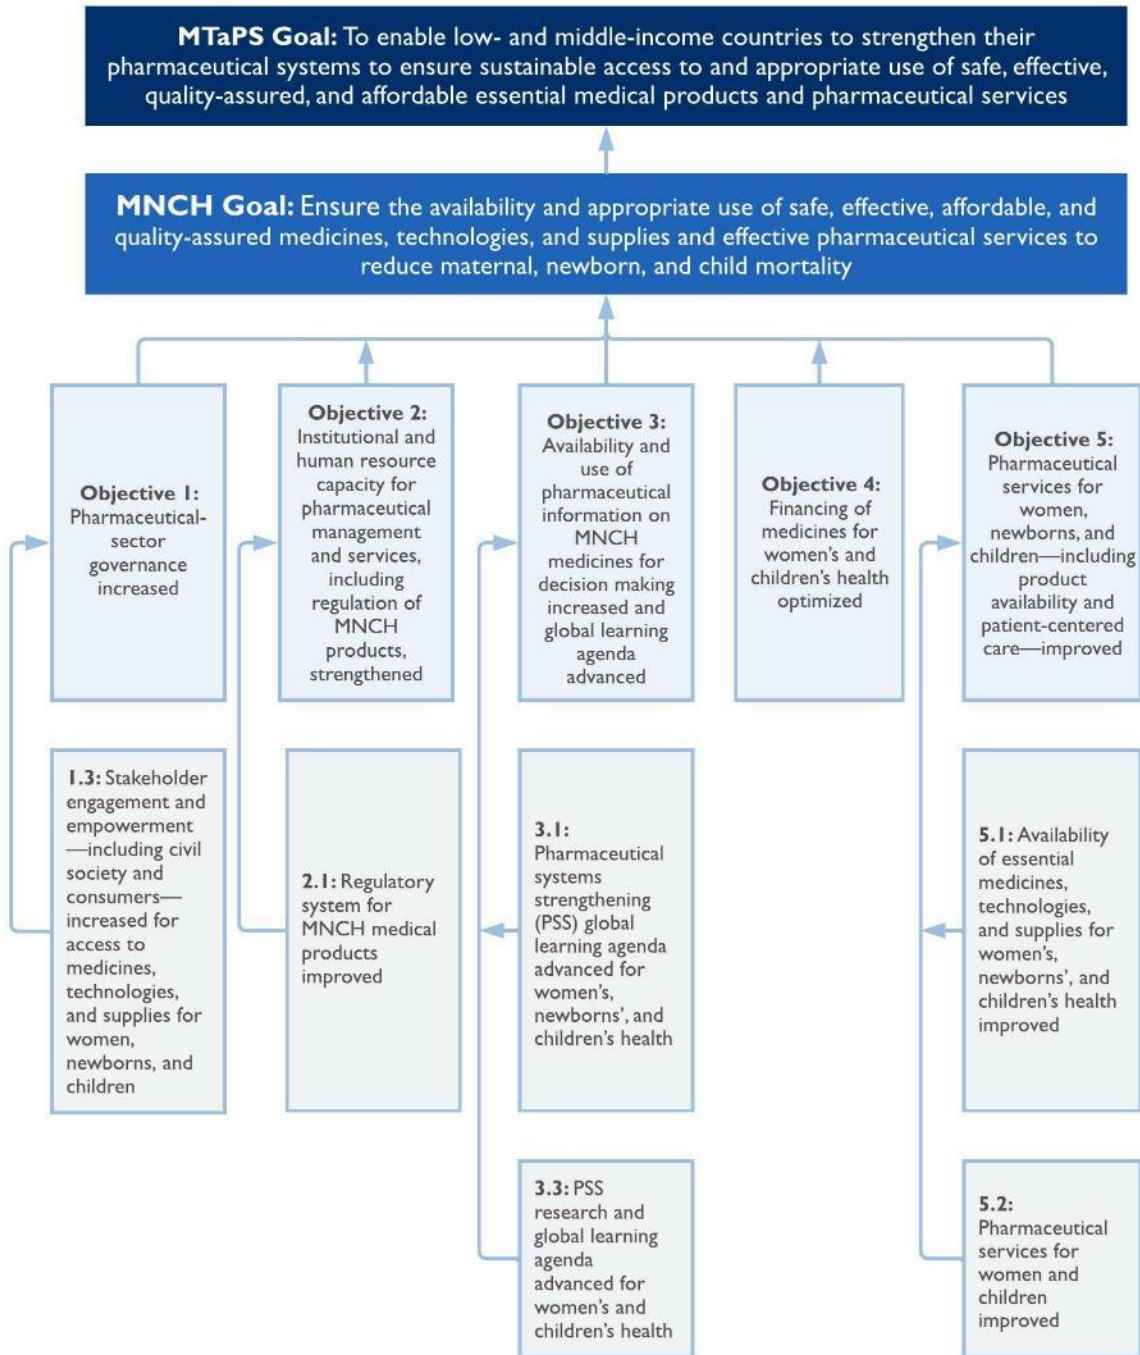 MTaPS Goal: To enable low- and middle-income countries to strengthen their
pharmaceutical systems to ensure sustainable access to and appropriate use of safe, effective,
quality-assured, and affordable essential medical products and pharmaceutical services
MNCH Goal: Ensure the availability and appropriate use of safe, effective, affordable, and
quality-assured medicines, technologies, and supplies and effective pharmaceutical services to
reduce maternal, newborn, and child mortality
Objective 1:
Pharmaceutical-
sector
governance
increased
Objective 2:
Institutional and
human resource
capacity for
pharmaceutical
management
and services,
including
regulation of
MNCH
products,
strengthened
Objective 3:
Availability and
use of
pharmaceutical
information on
MNCH
medicines for
decision making
increased and
global learning
agenda
advanced
Objective 4:
Financing of
medicines for
women’s and
children’s health
optimized
Objective 5:
Pharmaceutical
services for
women,
newborns, and
children—including
product
availability and
patient-centered
care—improved
1.3: Stakeholder
engagement and
empowerment
—including civil
society and
consumers—
increased for
access to
medicines,
technologies,
and supplies for
women,
newborns, and
children
2.1: Regulatory
system for
MNCH medical
products
improved
3.1:
Pharmaceutical
systems
strengthening
(PSS) global
learning agenda
advanced for
women’s,
newborns’, and
children’s health
5.1: Availability
of essential
medicines,
technologies,
and supplies for
women’s,
newborns’, and
children’s health
improved
3.3: PSS
research and
global learning
agenda
advanced for
women’s and
children’s health
5.2:
Pharmaceutical
services for
women and
children
improved